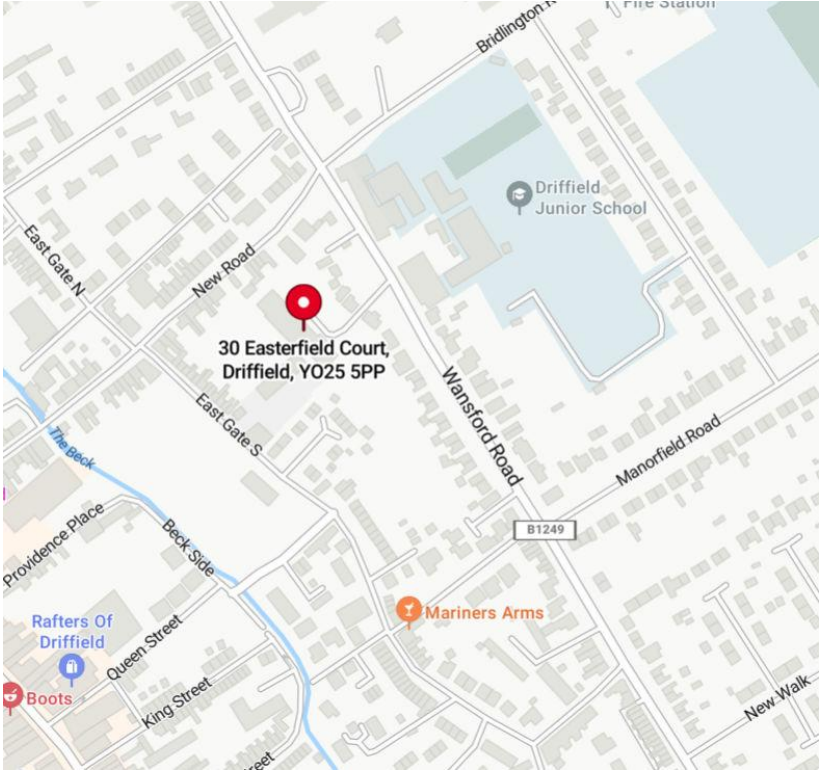 Fire Station
Bridlington
Driffield
Junior School
East Gate N
New Road
30 Easterfield Court,
Driffield, YO25 5PP
Wansford Road
East Gate S
The Beck
Manorfield Road
B1249
Providence Place
Beck Side
Mariners Arms
Rafters Of
Driffield
Queen Street
Boots
King Street
New Walk